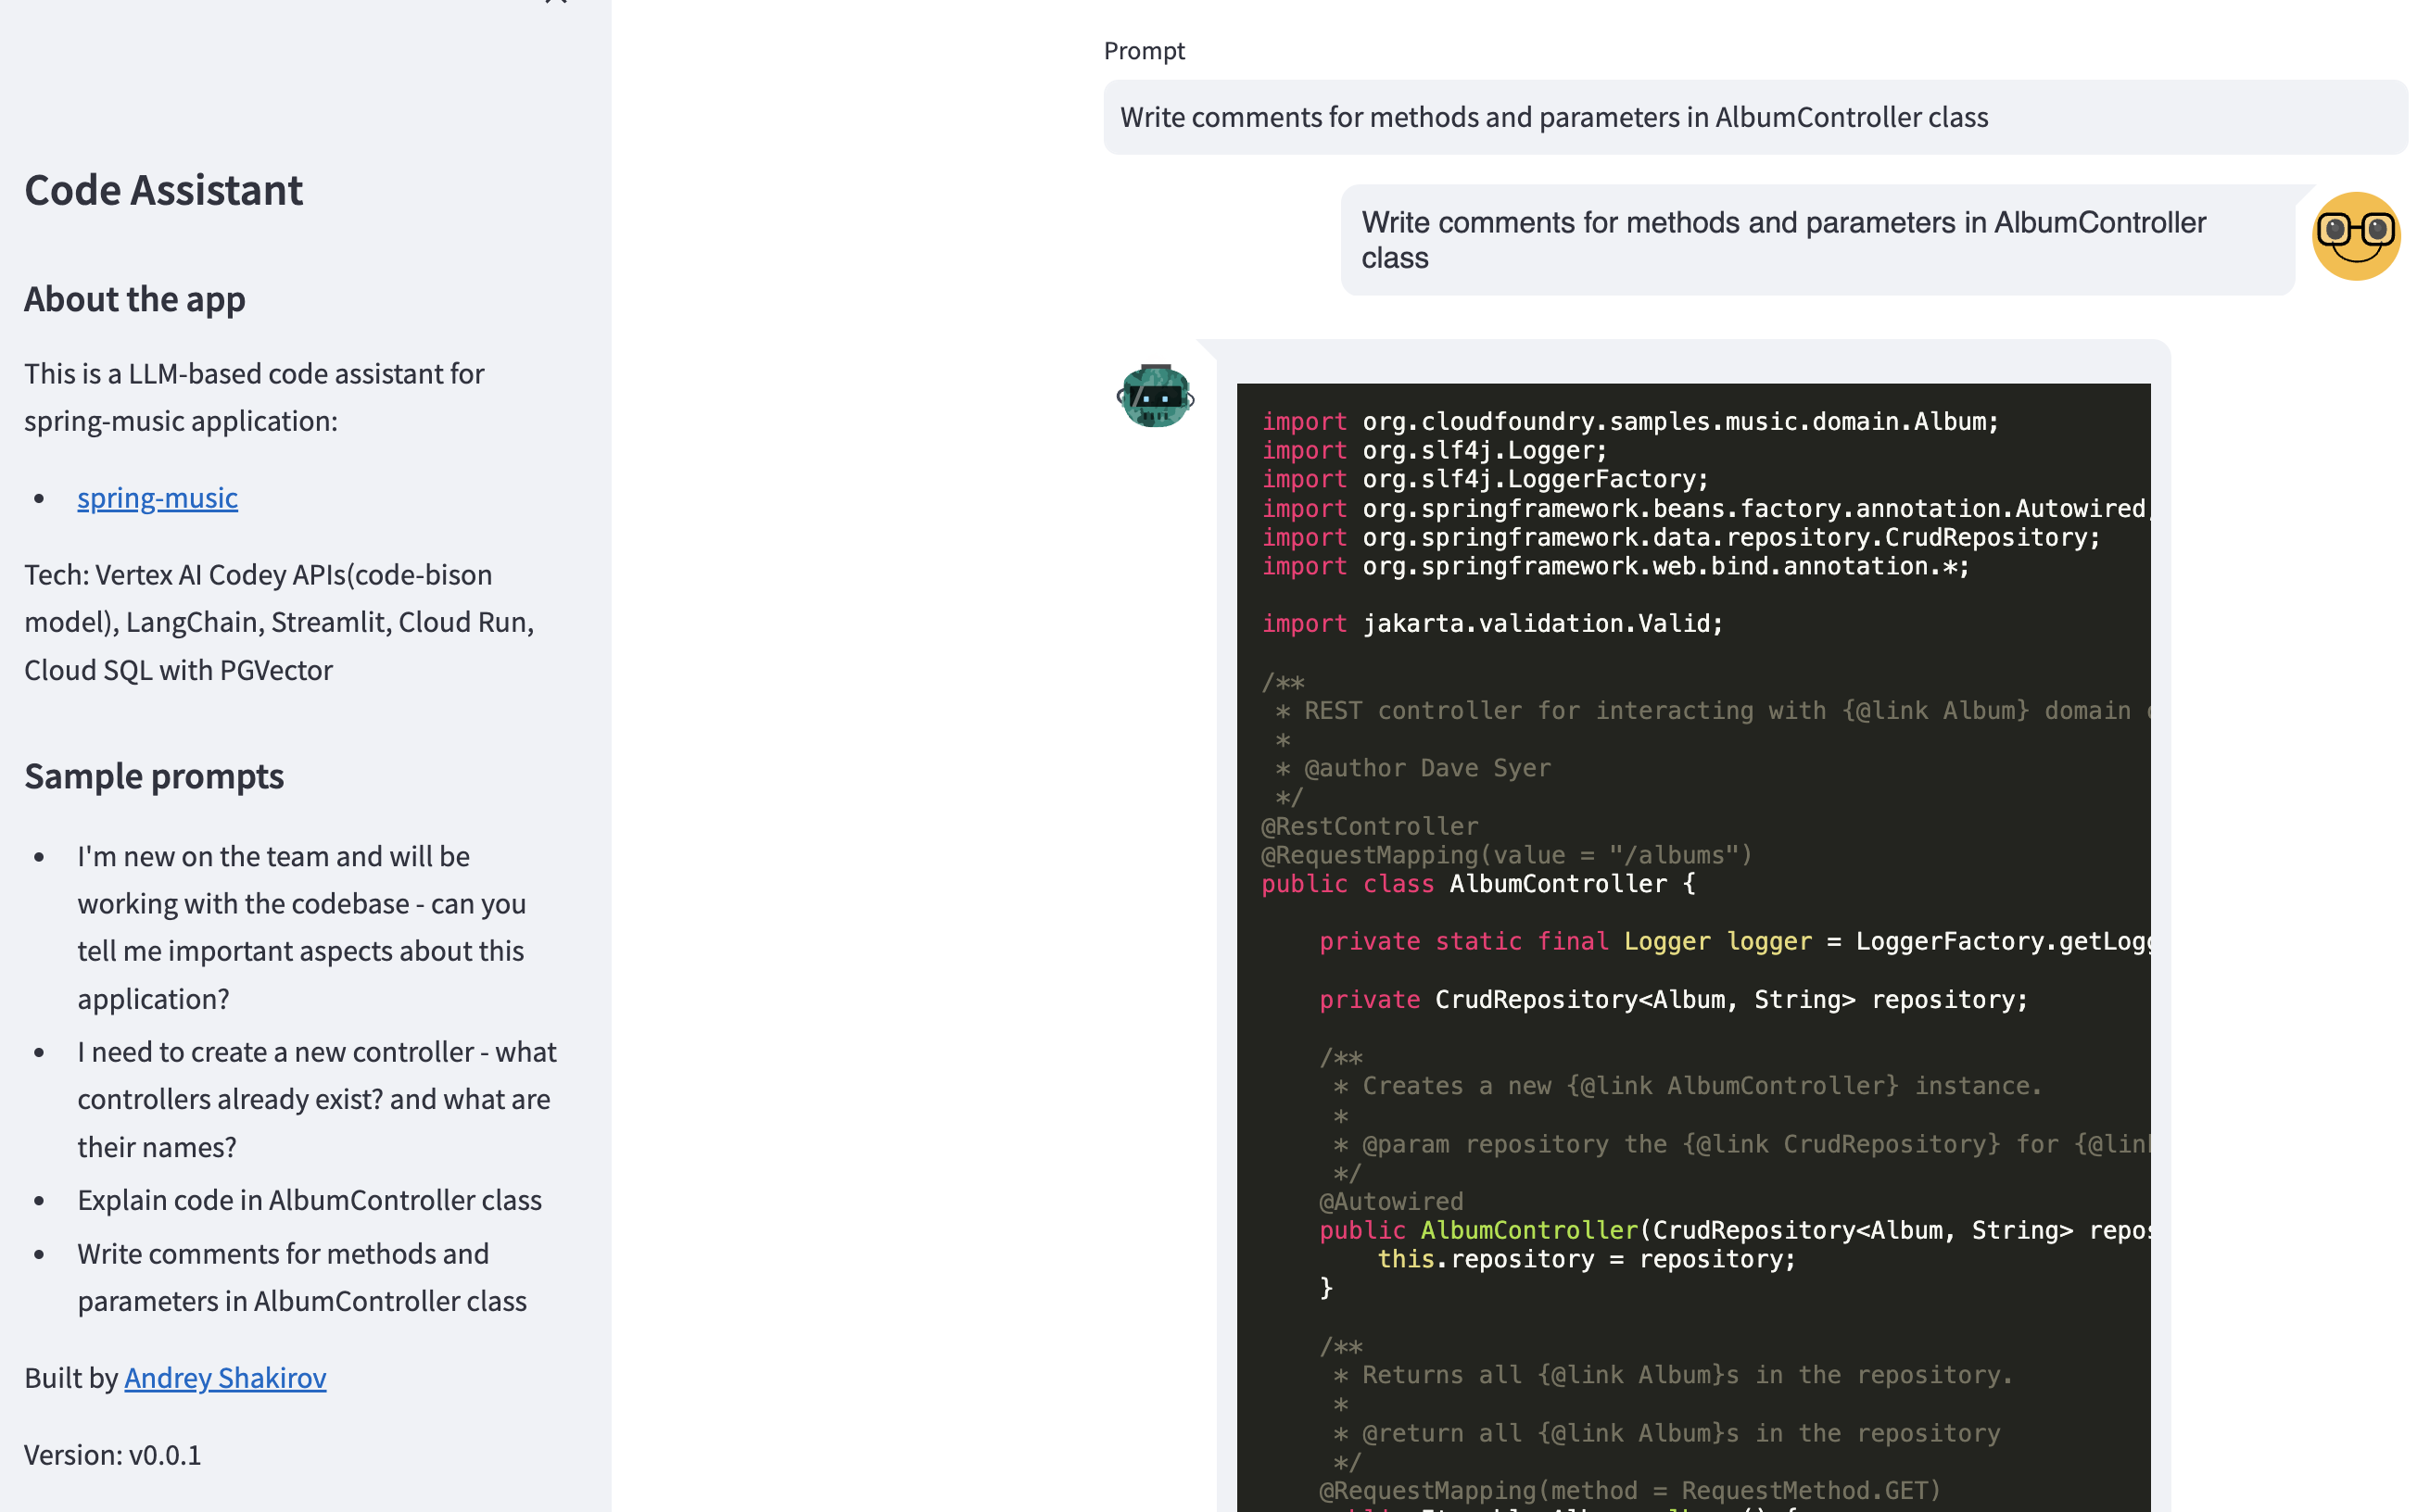 Code Assistant
About the app
This is a LLM-based code assistant for
spring-music application:
• spring-music
Tech: Vertex AI Codey APIs(code-bison
model), LangChain, Streamlit, Cloud Run,
Cloud SQL with PGVector
Sample prompts
• I'm new on the team and will be
working with the codebase - can you
tell me important aspects about this
application?
• I need to create a new controller - what
controllers already exist? and what are
their names?
• Explain code in AlbumController class
• Write comments for methods and
parameters in AlbumController class
Built by Andrey Shakirov
Version: v0.0.1
Prompt
Write comments for methods and parameters in AlbumController class
Write comments for methods and parameters in AlbumController
class
import org.cloudfoundry.samples.music.domain.Album;
import org.slf4j.Logger;
import org.slf4j.LoggerFactory;
import org.springframework.beans.factory.annotation.Autowired;
import org.springframework.data.repository.CrudRepository;
import org.springframework.web.bind.annotation.*;

import jakarta.validation.Valid;

/**
 * REST controller for interacting with {@link Album} domain
 *
 * @author Dave Syer
 */
@RestController
@RequestMapping(value = "/albums")
public class AlbumController {

    private static final Logger logger = LoggerFactory.getLogg

    private CrudRepository<Album, String> repository;

    /**
     * Creates a new {@link AlbumController} instance.
     *
     * @param repository the {@link CrudRepository} for {@lin
     */
    @Autowired
    public AlbumController(CrudRepository<Album, String> repos
        this.repository = repository;
    }

    /**
     * Returns all {@link Album}s in the repository.
     *
     * @return all {@link Album}s in the repository
     */
    @RequestMapping(method = RequestMethod.GET)